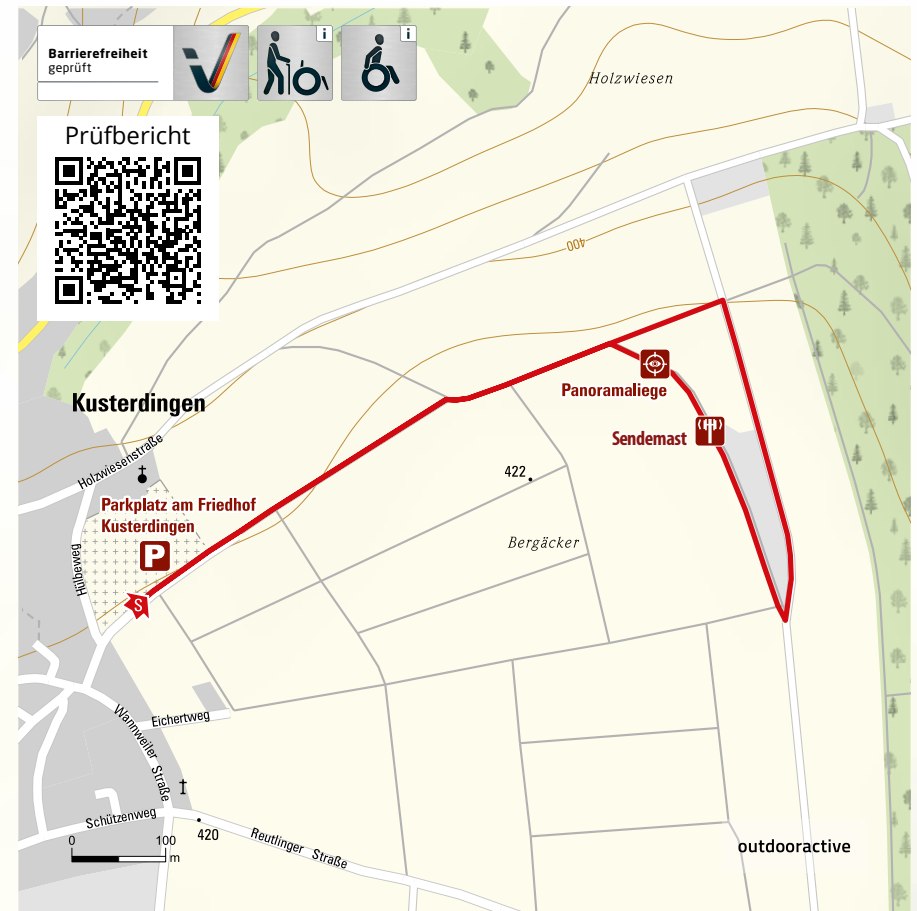 Barrierefreiheit
geprüft
i
i
Prüfbericht
Holzwiesen
400
Kusterdingen
Holzwiesenstraße
Panoramaliege
Sendemast
422
Parkplatz am Friedhof
Kusterdingen
P
Bergäcker
Hülbeweg
S
Wannweiler Straße
Eichertweg
Schützenweg
420
Reutlinger Straße
0 100
m
outdooractive